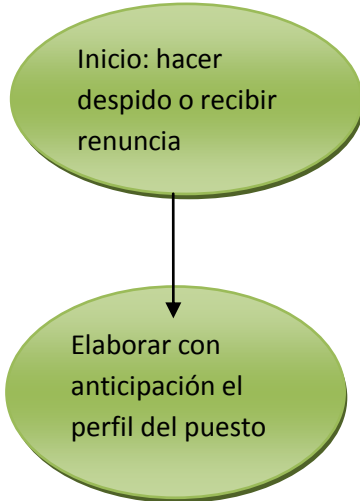 Inicio: hacer
despido o recibir
renuncia
Elaborar con
anticipación el
perfil del puesto